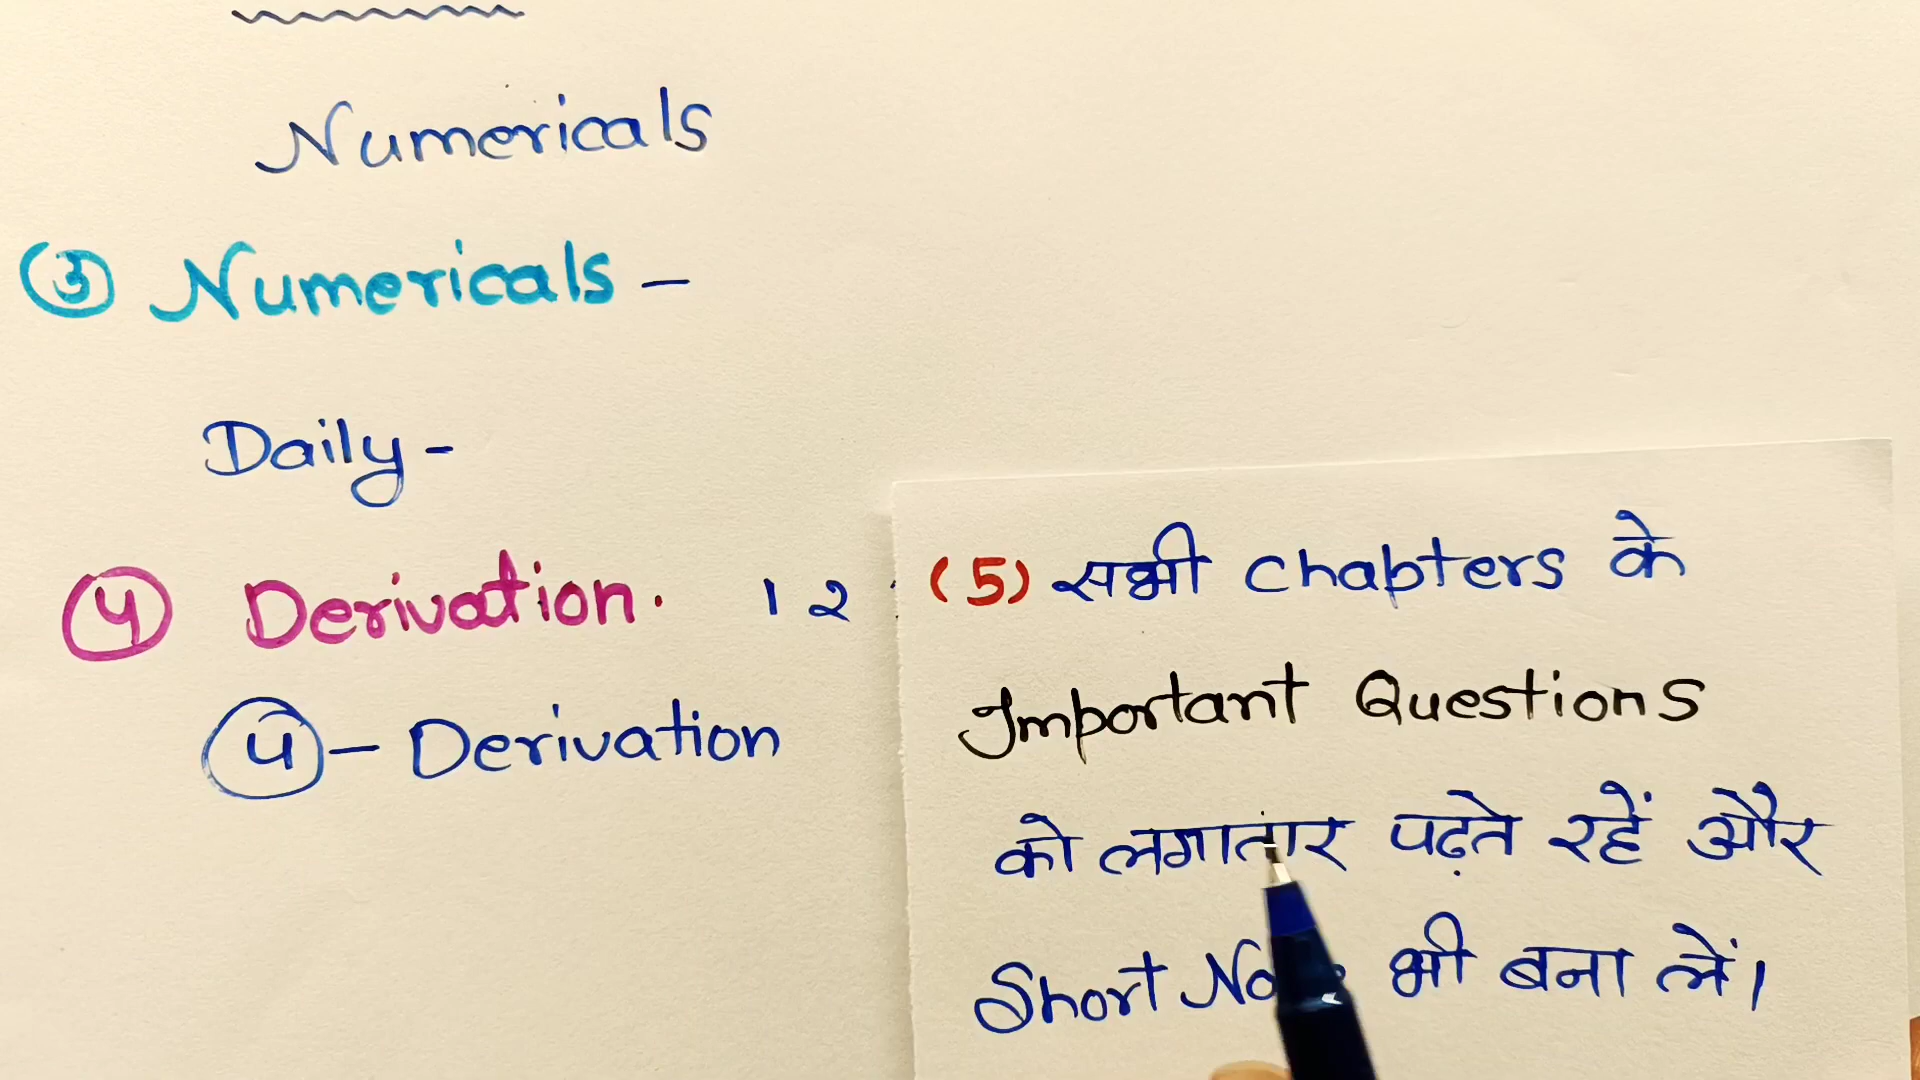 Numericals
③ Numericals -
Daily -
④ Derivation. 1 2
④ - Derivation
(5) सभी chapters के
Important Questions
को लगातार पढ़ते रहें और
Short भी बना लें।